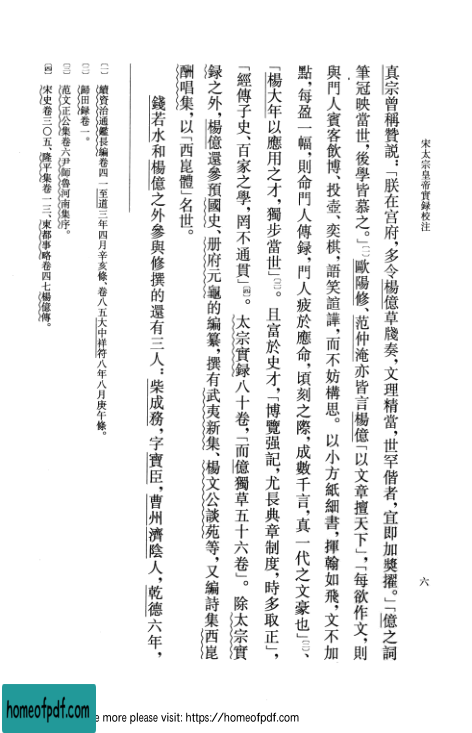 宋太宗皇帝實録校注
六
真宗曾稱贊説:「朕在宫府,多令楊億草牋奏,文理精當,世罕偕者,宜即加獎擢。」「億之詞
筆冠映當世,後學皆慕之。」〔一〕歐陽修、范仲淹亦皆言楊億「以文章擅天下」,「每欲作文,則
與門人賓客飲博、投壺、奕棋,語笑諠譁,而不妨構思。以小方紙細書,揮翰如飛,文不加
點,每盈一幅,則命門人傳録,門人疲於應命,頃刻之際,成數千言,真一代之文豪也」〔二〕、
「楊大年以應用之才,獨步當世」〔三〕。且富於史才,「博覽强記,尤長典章制度,時多取正」,
「經傳子史、百家之學,罔不通貫」〔四〕。太宗實録八十卷,「而億獨草五十六卷」。除太宗實
録之外,楊億還參預國史、册府元龜的編纂,撰有武夷新集、楊文公談苑等,又編詩集西崑
酬唱集,以「西崑體」名世。
錢若水和楊億之外參與修撰的還有三人:柴成務,字寶臣,曹州濟陰人,乾德六年,
〔一〕續資治通鑑長編卷四一至道三年四月辛亥條、卷八五大中祥符八年八月庚午條。
〔二〕歸田録卷一。
〔三〕范文正公集卷六尹師魯河南集序。
〔四〕宋史卷三〇五、隆平集卷一三、東都事略卷四七楊億傳。
homeofpdf.com
e more please visit: https://homeofpdf.com